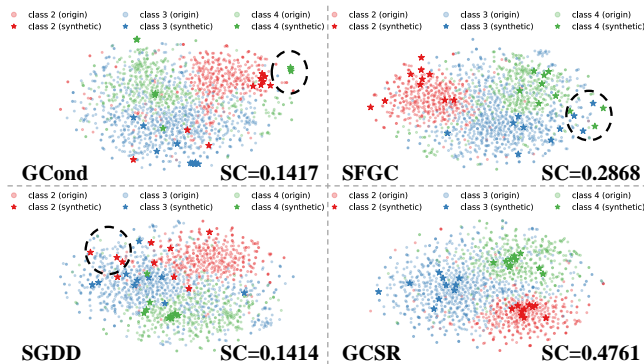 class 2 (origin) class 3 (origin) class 4 (origin)
class 2 (synthetic) class 3 (synthetic) class 4 (synthetic)
GCond SC=0.1417
class 2 (origin) class 3 (origin) class 4 (origin)
class 2 (synthetic) class 3 (synthetic) class 4 (synthetic)
SFGC SC=0.2868
class 2 (origin) class 3 (origin) class 4 (origin)
class 2 (synthetic) class 3 (synthetic) class 4 (synthetic)
SGDD SC=0.1414
class 2 (origin) class 3 (origin) class 4 (origin)
class 2 (synthetic) class 3 (synthetic) class 4 (synthetic)
GCSR SC=0.4761